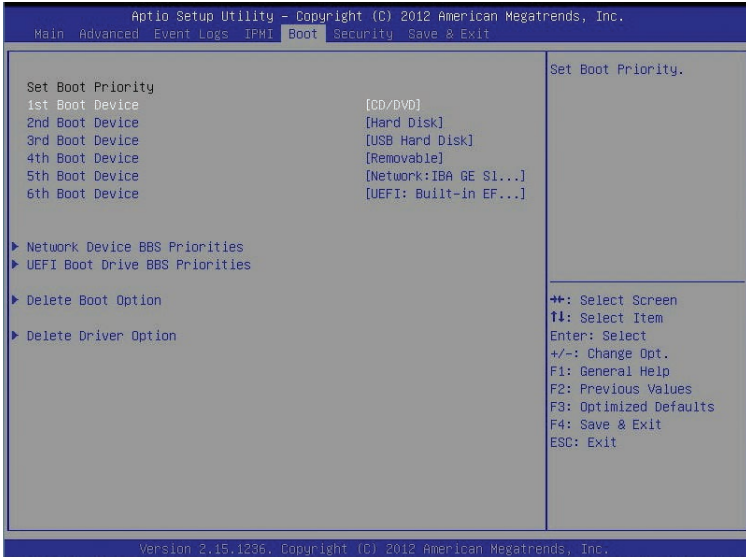 Aptio Setup Utility – Copyright (C) 2012 American Megatrends, Inc.
Main Advanced Event Logs IPMI Boot Security Save & Exit
Set Boot Priority
1st Boot Device [CD/DVD]
2nd Boot Device [Hard Disk]
3rd Boot Device [USB Hard Disk]
4th Boot Device [Removable]
5th Boot Device [Network:IBA GE Sl...]
6th Boot Device [UEFI: Built-in EF...]
Network Device BBS Priorities
UEFI Boot Drive BBS Priorities
Delete Boot Option
Delete Driver Option
Set Boot Priority.
→←: Select Screen
↑↓: Select Item
Enter: Select
+/-: Change Opt.
F1: General Help
F2: Previous Values
F3: Optimized Defaults
F4: Save & Exit
ESC: Exit
Version 2.15.1236. Copyright (C) 2012 American Megatrends, Inc.